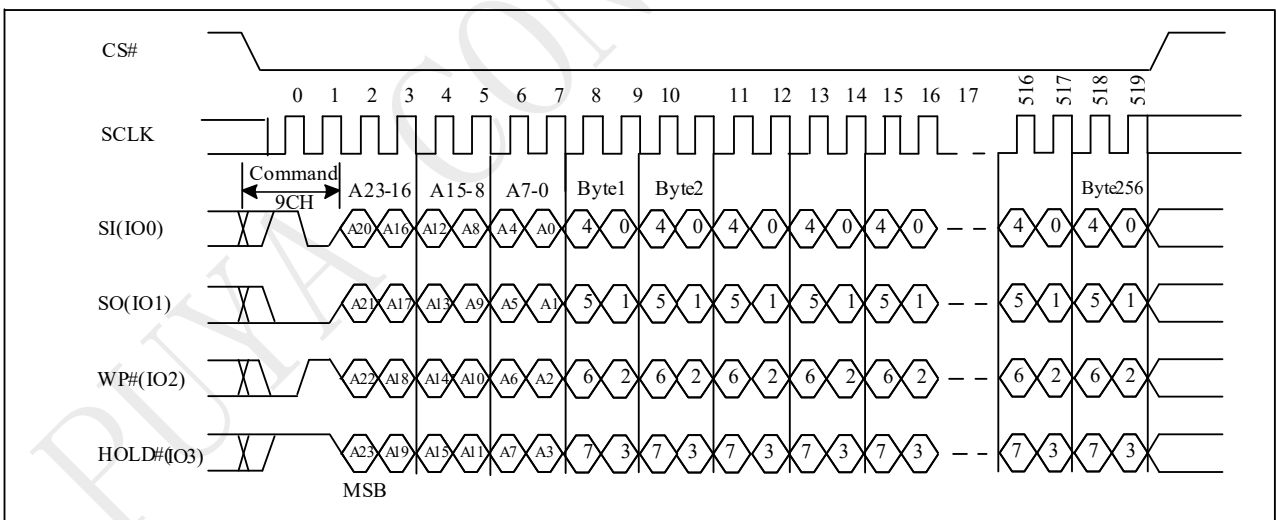 PUYA CON
CS#
0 1 2 3 4 5 6 7 8 9 10 11 12 13 14 15 16 17 516 517 518 519
SCLK
Command
9CH
A23-16 A15-8 A7-0 Byte1 Byte2 Byte256
SI(IO0) A20 A16 A12 A8 A4 A0 4 0 4 0 4 0 4 0 4 0 4 0 4 0
SO(IO1) A21 A17 A13 A9 A5 A1 5 1 5 1 5 1 5 1 5 1 5 1 5 1
WP#(IO2) A22 A18 A14 A10 A6 A2 6 2 6 2 6 2 6 2 6 2 6 2 6 2
HOLD#(IO3) A23 A19 A15 A11 A7 A3 7 3 7 3 7 3 7 3 7 3 7 3 7 3
MSB